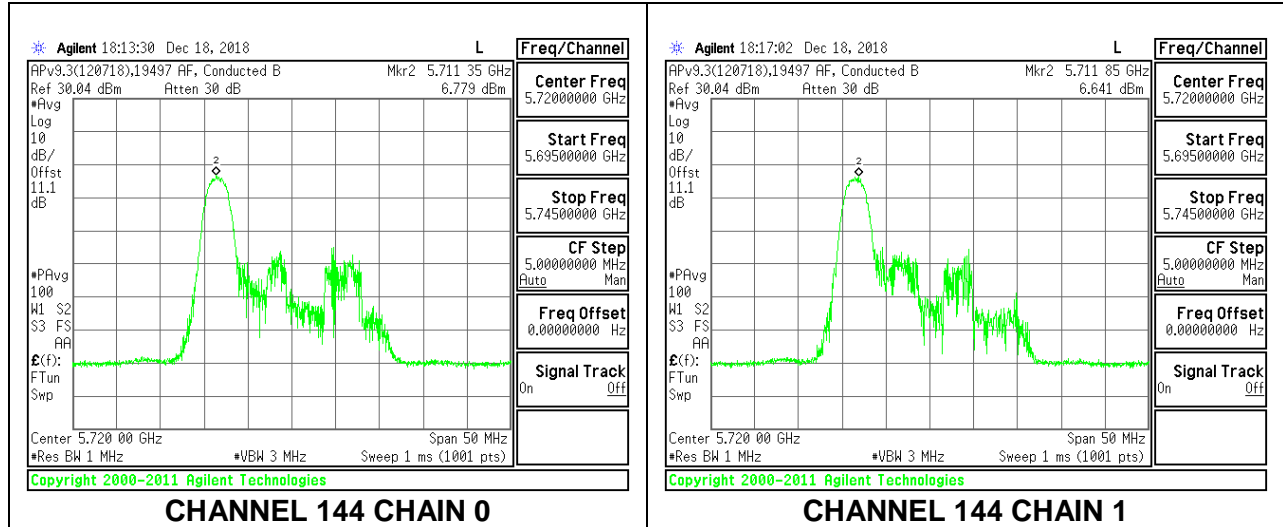 Agilent 18:13:30 Dec 18, 2018 L Freq/Channel
APv9.3(120718),19497 AF, Conducted B Mkr2 5.711 35 GHz
Ref 30.04 dBm Atten 30 dB 6.779 dBm
#Avg
Log
10
dB/
Offst
11.1
dB
#PAvg
100
W1 S2
S3 FS
AA
£(f):
FTun
Swp
2
Center 5.720 00 GHz Span 50 MHz
#Res BW 1 MHz #VBW 3 MHz Sweep 1 ms (1001 pts)
Center Freq
5.72000000 GHz
Start Freq
5.69500000 GHz
Stop Freq
5.74500000 GHz
CF Step
5.00000000 MHz
Auto Man
Freq Offset
0.00000000 Hz
Signal Track
On Off
Copyright 2000-2011 Agilent Technologies
CHANNEL 144 CHAIN 0
Agilent 18:17:02 Dec 18, 2018 L Freq/Channel
APv9.3(120718),19497 AF, Conducted B Mkr2 5.711 85 GHz
Ref 30.04 dBm Atten 30 dB 6.641 dBm
#Avg
Log
10
dB/
Offst
11.1
dB
#PAvg
100
W1 S2
S3 FS
AA
£(f):
FTun
Swp
2
Center 5.720 00 GHz Span 50 MHz
#Res BW 1 MHz #VBW 3 MHz Sweep 1 ms (1001 pts)
Center Freq
5.72000000 GHz
Start Freq
5.69500000 GHz
Stop Freq
5.74500000 GHz
CF Step
5.00000000 MHz
Auto Man
Freq Offset
0.00000000 Hz
Signal Track
On Off
Copyright 2000-2011 Agilent Technologies
CHANNEL 144 CHAIN 1